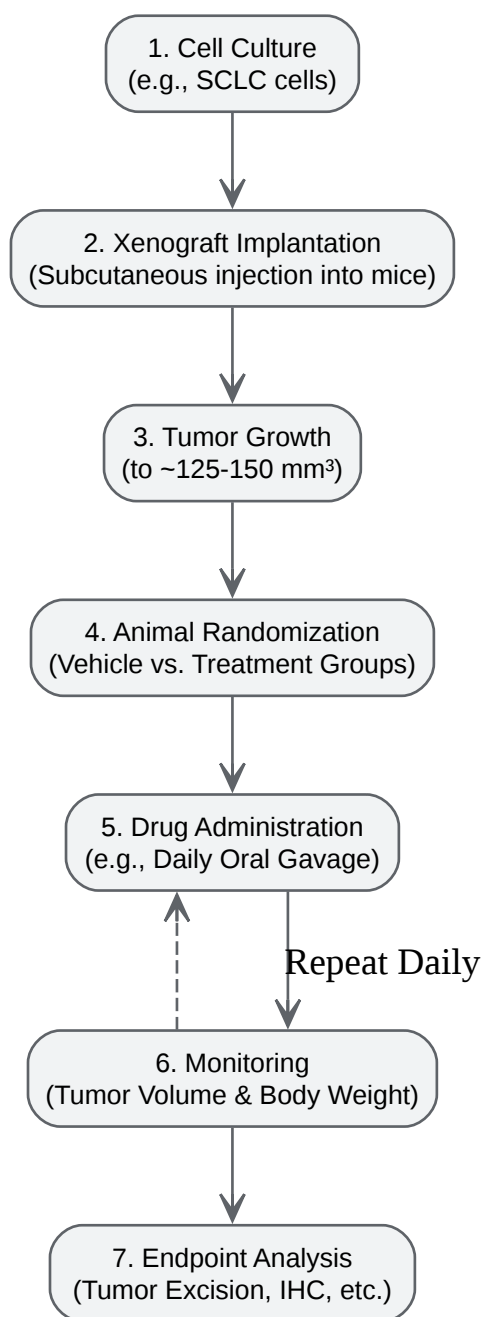 1. Cell Culture
(e.g., SCLC cells)
2. Xenograft Implantation
(Subcutaneous injection into mice)
3. Tumor Growth
(to ~125-150 mm³)
4. Animal Randomization
(Vehicle vs. Treatment Groups)
5. Drug Administration
(e.g., Daily Oral Gavage)
Repeat Daily
6. Monitoring
(Tumor Volume & Body Weight)
7. Endpoint Analysis
(Tumor Excision, IHC, etc.)